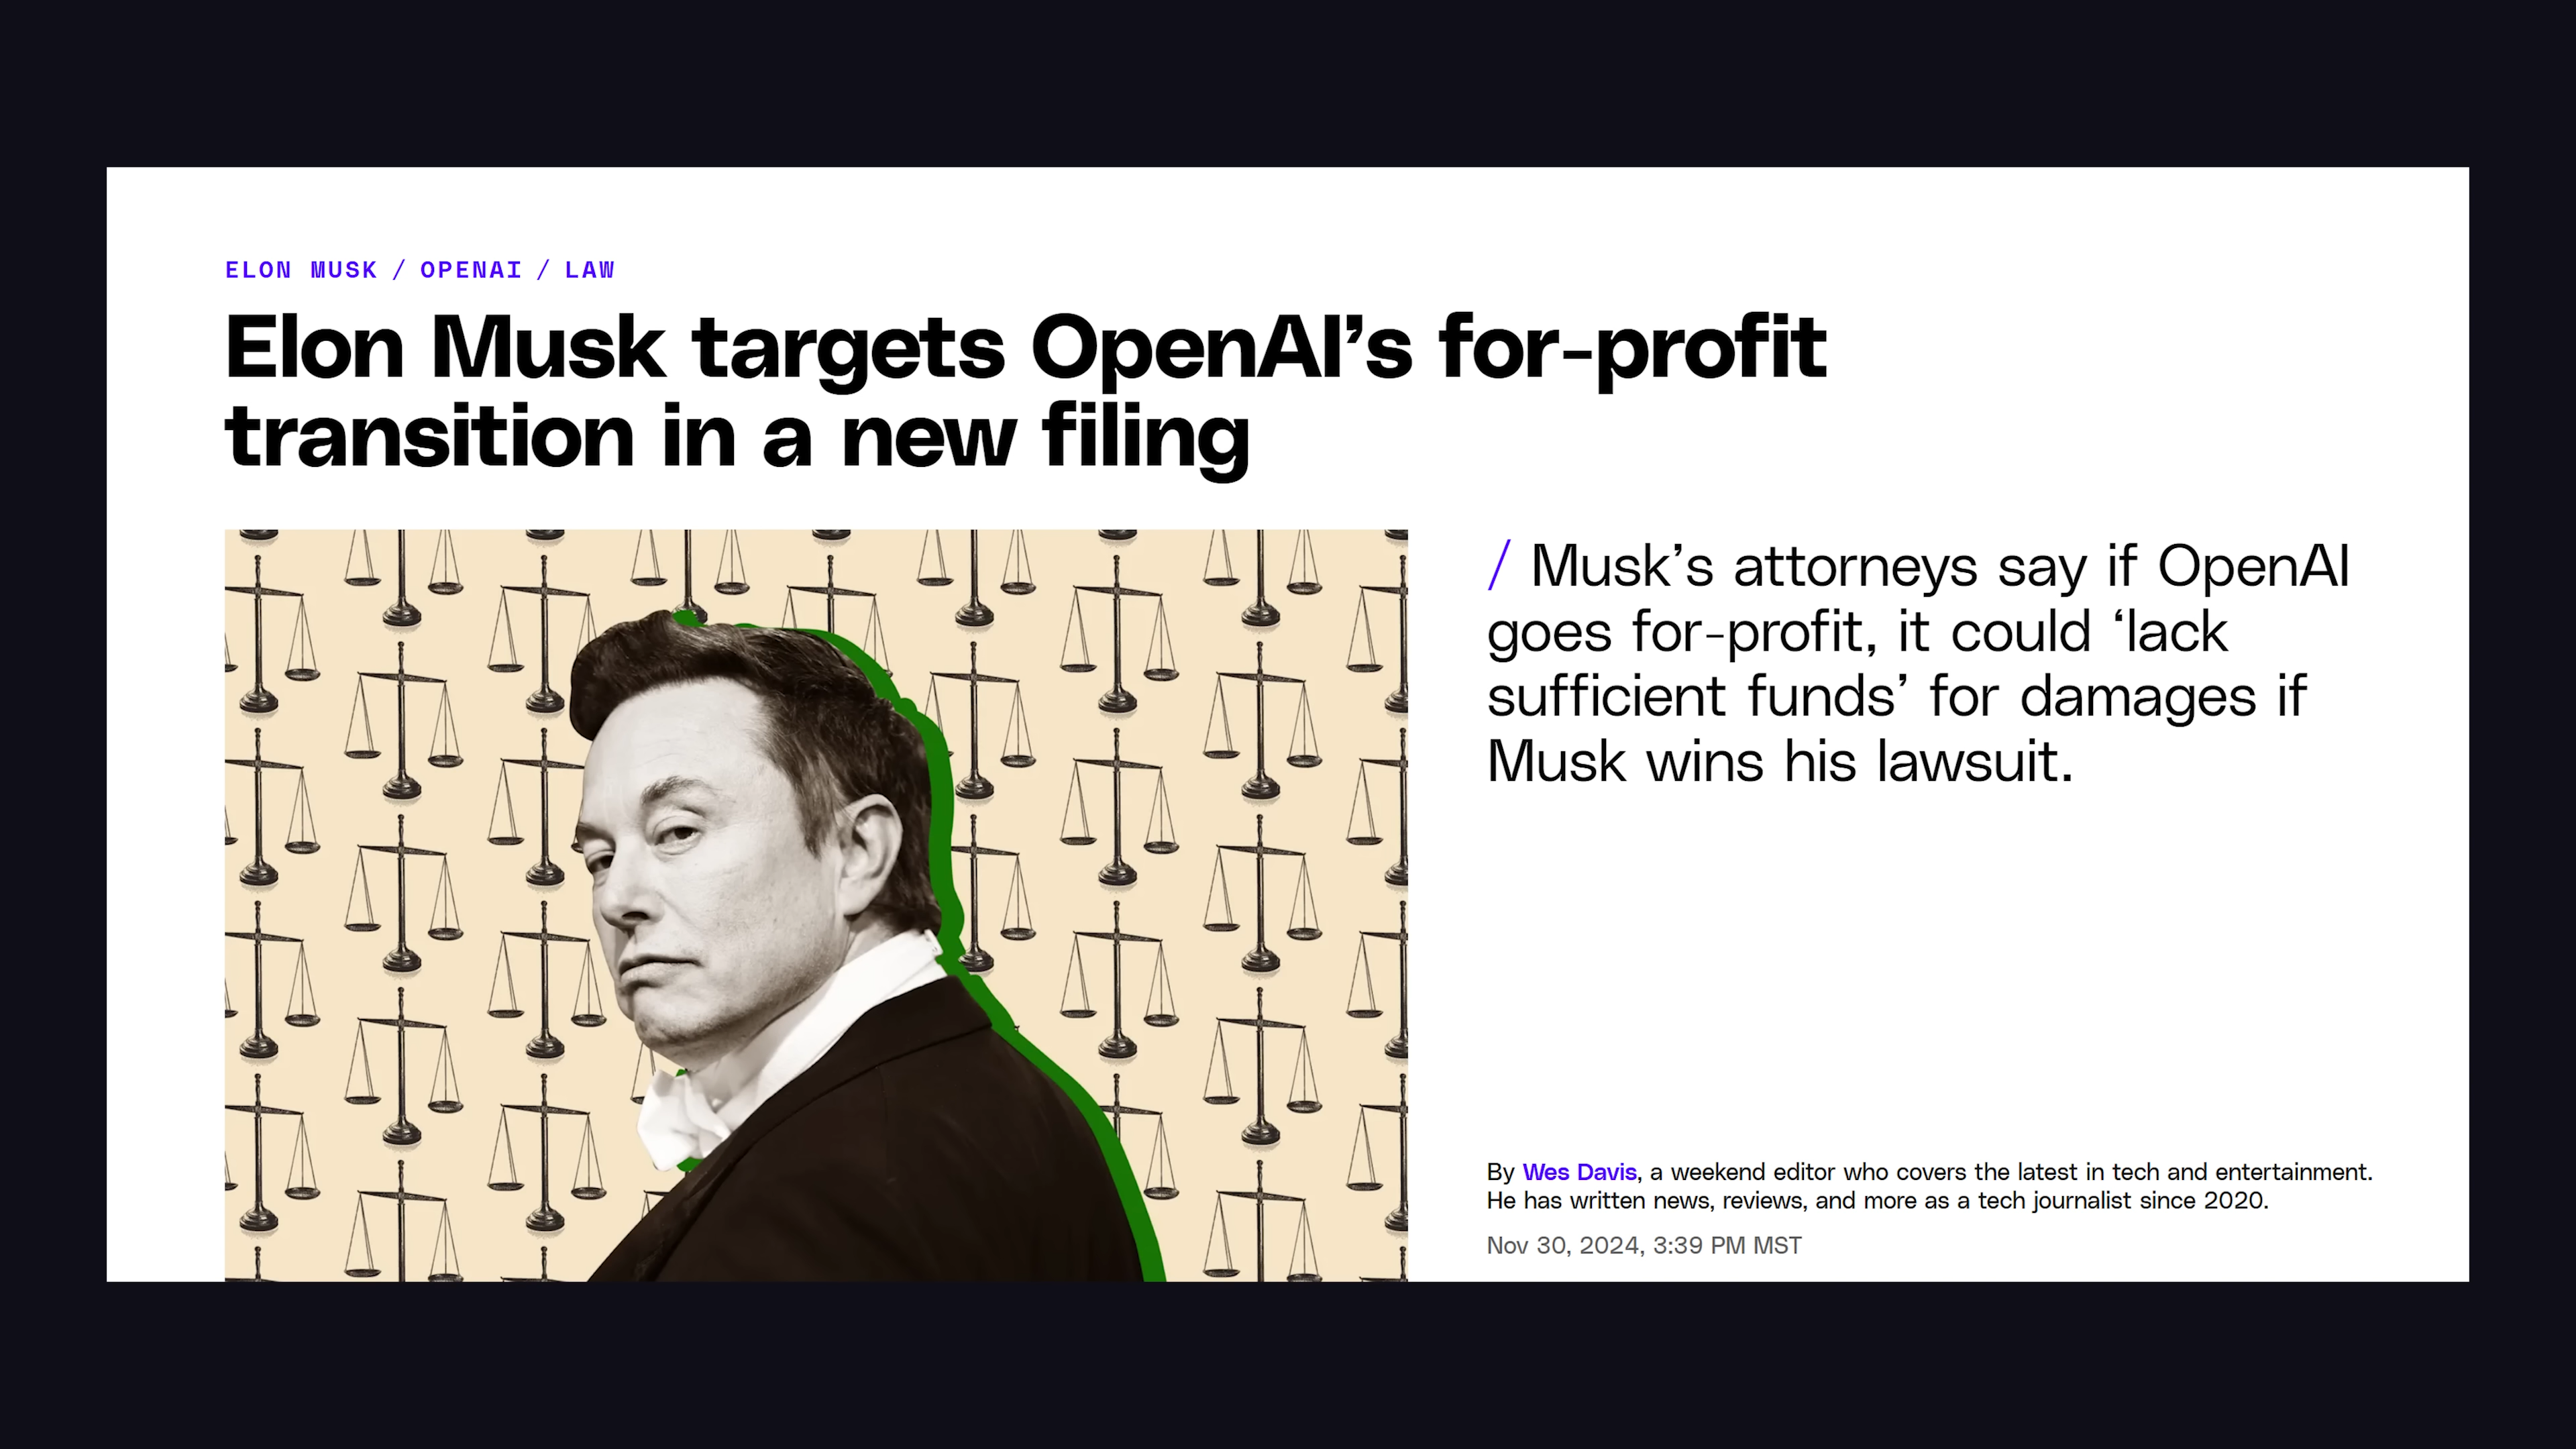 ELON MUSK / OPENAI / LAW
Elon Musk targets OpenAI’s for-profit
transition in a new filing
/ Musk’s attorneys say if OpenAI
goes for-profit, it could ‘lack
sufficient funds’ for damages if
Musk wins his lawsuit.
By Wes Davis, a weekend editor who covers the latest in tech and entertainment.
He has written news, reviews, and more as a tech journalist since 2020.
Nov 30, 2024, 3:39 PM MST